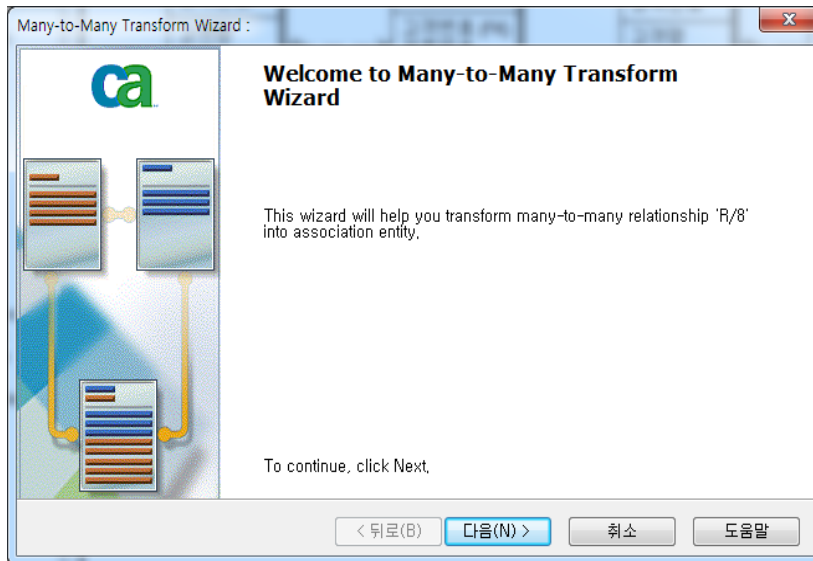 Many-to-Many Transform Wizard :
ca
Welcome to Many-to-Many Transform
Wizard
This wizard will help you transform many-to-many relationship 'R/8'
into association entity,
To continue, click Next,
< 뒤로(B)
다음(N) >
취소
도움말